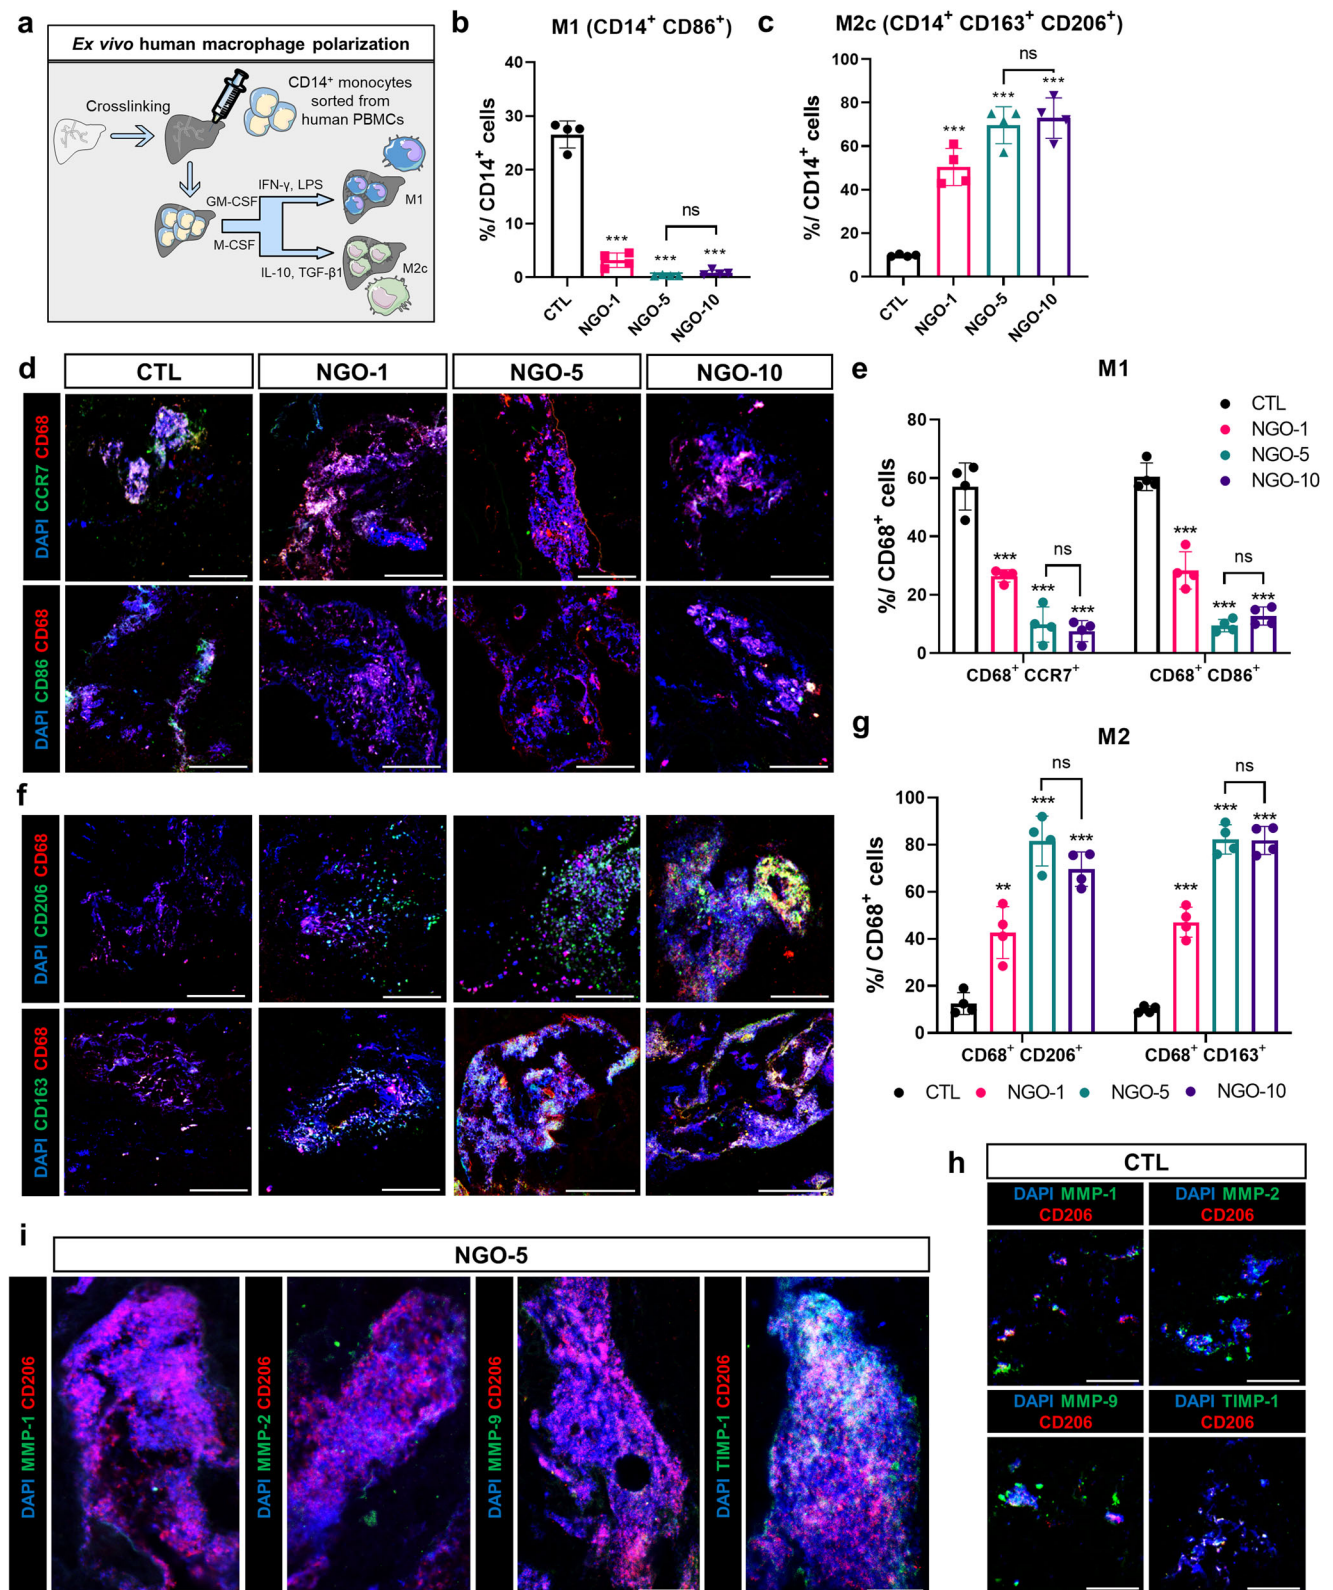 a
Ex vivo human macrophage polarization
Crosslinking
CD14⁺ monocytes
sorted from
human PBMCs
GM-CSF
IFN-γ, LPS
M1
M-CSF
IL-10, TGF-β1
M2c
b
M1 (CD14⁺ CD86⁺)
%/ CD14⁺ cells
40
30
20
10
0
***
***
ns
***
CTL
NGO-1
NGO-5
NGO-10
c
M2c (CD14⁺ CD163⁺ CD206⁺)
%/ CD14⁺ cells
100
80
60
40
20
0
***
***
ns
***
CTL
NGO-1
NGO-5
NGO-10
d
CTL
NGO-1
NGO-5
NGO-10
DAPI CCR7 CD68
DAPI CD86 CD68
e
M1
CTL
NGO-1
NGO-5
NGO-10
%/ CD68⁺ cells
80
60
40
20
0
***
***
ns
***
***
***
ns
***
CD68⁺ CCR7⁺
CD68⁺ CD86⁺
f
DAPI CD206 CD68
DAPI CD163 CD68
g
M2
%/ CD68⁺ cells
100
80
60
40
20
0
**
***
ns
***
***
***
ns
***
CD68⁺ CD206⁺
CD68⁺ CD163⁺
CTL
NGO-1
NGO-5
NGO-10
h
CTL
DAPI MMP-1
CD206
DAPI MMP-2
CD206
DAPI MMP-9
CD206
DAPI TIMP-1
CD206
i
NGO-5
DAPI MMP-1 CD206
DAPI MMP-2 CD206
DAPI MMP-9 CD206
DAPI TIMP-1 CD206